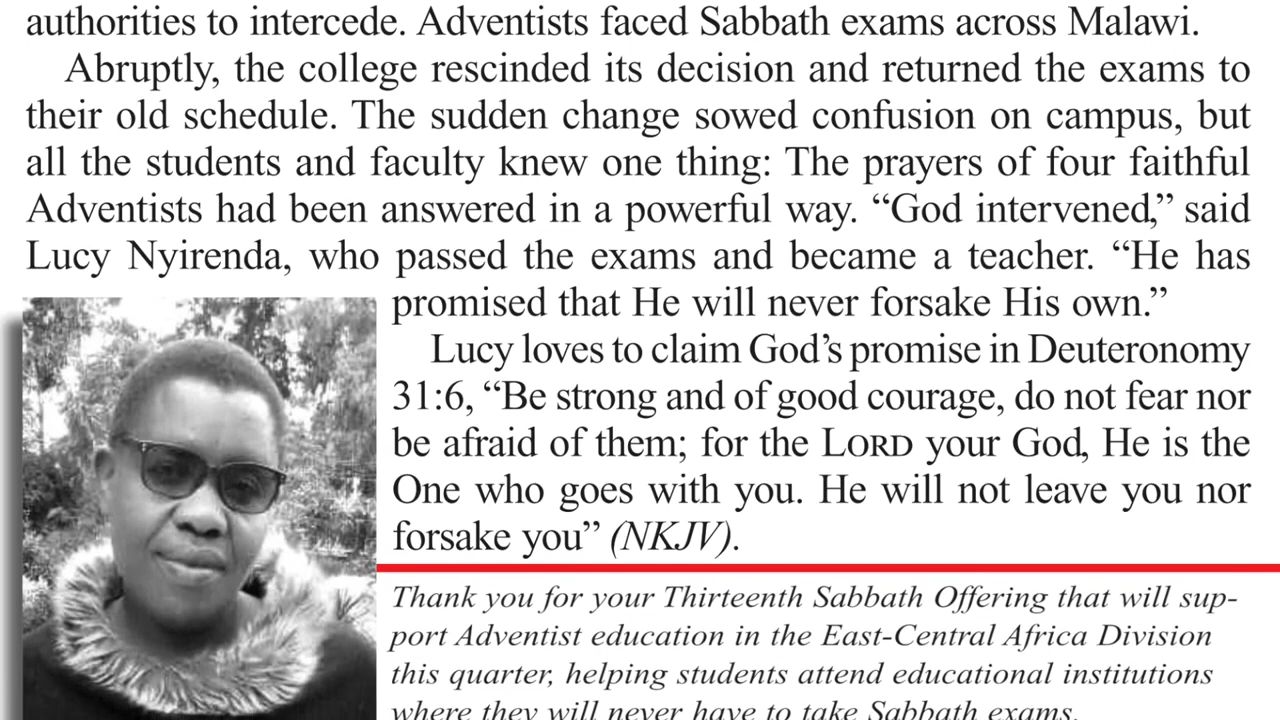 authorities to intercede. Adventists faced Sabbath exams across Malawi.
Abruptly, the college rescinded its decision and returned the exams to
their old schedule. The sudden change sowed confusion on campus, but
all the students and faculty knew one thing: The prayers of four faithful
Adventists had been answered in a powerful way. “God intervened,” said
Lucy Nyirenda, who passed the exams and became a teacher. “He has
promised that He will never forsake His own.”
Lucy loves to claim God’s promise in Deuteronomy
31:6, “Be strong and of good courage, do not fear nor
be afraid of them; for the LORD your God, He is the
One who goes with you. He will not leave you nor
forsake you” (NKJV).
Thank you for your Thirteenth Sabbath Offering that will sup-
port Adventist education in the East-Central Africa Division
this quarter, helping students attend educational institutions
where they will never have to take Sabbath exams.